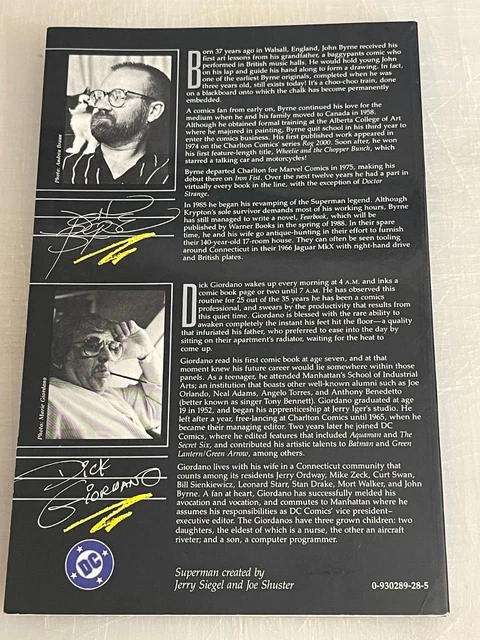 Born 37 years ago in Walsall, England, John Byrne received his
first art lessons from his grandfather, a baggypants comic who
performed in British music halls. He would hold young John
on his lap and guide his hand along to form a drawing. In fact,
one of the earliest Byrne originals, completed when he was
three years old, still exists today! It's a choo-choo train, done
on a blackboard onto which the chalk has become permanently
embedded.
A comics fan from early on, Byrne continued his love for the
medium when he and his family moved to Canada in 1958.
Although he obtained formal training at the Alberta College of Art
where he majored in painting, Byrne quit school in his third year to
enter the comics business. His first published work appeared in
1974 on the Charlton Comics' series Rog 2000. Soon after, he won
his first feature-length title, Wheelie and the Chopper Bunch, which
starred a talking car and motorcycles!
Byrne departed Charlton for Marvel Comics in 1975, making his
debut there on Iron Fist. Over the next twelve years he had a part in
virtually every book in the line, with the exception of Doctor
Strange.
In 1985 he began his revamping of the Superman legend. Although
Krypton's sole survivor demands most of his working hours, Byrne
has still managed to write a novel, Fearbook, which will be
published by Warner Books in the spring of 1988. In their spare
time, he and his wife go antique-hunting in their effort to furnish
their 140-year-old 17-room house. They can often be seen tooling
around Connecticut in their 1966 Jaguar MkX with right-hand drive
and British plates.
Dick Giordano wakes up every morning at 4 A.M. and inks a
comic book page or two until 7 A.M. He has observed this
routine for 25 out of the 35 years he has been a comics
professional, and swears by the productivity that results from
this quiet time. Giordano is blessed with the rare ability to
awaken completely the instant his feet hit the floor—a quality
that infuriated his father, who preferred to ease into the day by
sitting on their apartment's radiator, waiting for the heat to
come up.
Photo: Marie Giordano
Giordano read his first comic book at age seven, and at that
moment knew his future career would lie somewhere within those
panels. As a teenager, he attended Manhattan's School of Industrial
Arts; an institution that boasts other well-known alumni such as Joe
Orlando, Neal Adams, Angelo Torres, and Anthony Benedetto
(better known as singer Tony Bennett). Giordano graduated at age
19 in 1952, and began his apprenticeship at Jerry Iger's studio. He
left after a year, free-lancing at Charlton Comics until 1965, when he
became their managing editor. Two years later he joined DC
Comics, where he edited features that included Aquaman and The
Secret Six, and contributed his artistic talents to Batman and Green
Lantern/Green Arrow, among others.
Dick
Giordano
Giordano lives with his wife in a Connecticut community that
counts among its residents Jerry Ordway, Mike Zeck, Curt Swan,
Bill Sienkiewicz, Leonard Starr, Stan Drake, Mort Walker, and John
Byrne. A fan at heart, Giordano has successfully melded his
avocation and vocation, and commutes to Manhattan where he
assumes his responsibilities as DC Comics' vice president–
executive editor. The Giordanos have three grown children: two
daughters, the eldest of which is a nurse, the other an aircraft
riveter; and a son, a computer programmer.
DC
Superman created by
Jerry Siegel and Joe Shuster
0-930289-28-5